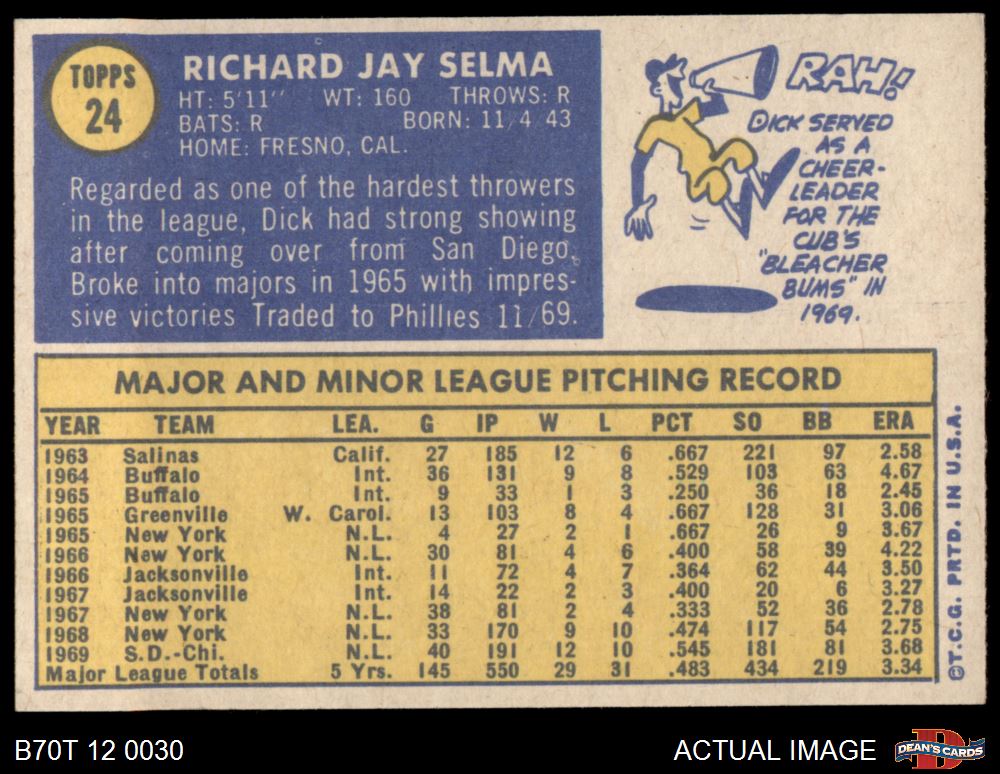 TOPPS
24
RICHARD JAY SELMA
HT: 5'11" WT: 160 THROWS: R
BATS: R BORN: 11/4 43
HOME: FRESNO, CAL.
Regarded as one of the hardest throwers
in the league, Dick had strong showing
after coming over from San Diego.
Broke into majors in 1965 with impres-
sive victories Traded to Phillies 11/69.
RAH!
DICK SERVED
AS A
CHEER-
LEADER
FOR THE
CUB'S
"BLEACHER
BUMS" IN
1969.
MAJOR AND MINOR LEAGUE PITCHING RECORD
YEAR TEAM LEA. G IP W L PCT SO BB ERA
1963 Salinas Calif. 27 185 12 6 .667 221 97 2.58
1964 Buffalo Int. 36 131 9 8 .529 103 63 4.67
1965 Buffalo Int. 9 33 1 3 .250 36 18 2.45
1965 Greenville W. Carol. 13 103 8 4 .667 128 31 3.06
1965 New York N.L. 4 27 2 1 .667 26 9 3.67
1966 New York N.L. 30 81 4 6 .400 58 39 4.22
1966 Jacksonville Int. 11 72 4 7 .364 62 44 3.50
1967 Jacksonville Int. 14 22 2 3 .400 20 6 3.27
1967 New York N.L. 38 81 2 4 .333 52 36 2.78
1968 New York N.L. 33 170 9 10 .474 117 54 2.75
1969 S.D.-Chi. N.L. 40 191 12 10 .545 181 81 3.68
Major League Totals 5 Yrs. 145 550 29 31 .483 434 219 3.34
©T.C.G. PRTD. IN U.S.A.
B70T 12 0030
ACTUAL IMAGE
D
DEAN'S CARDS